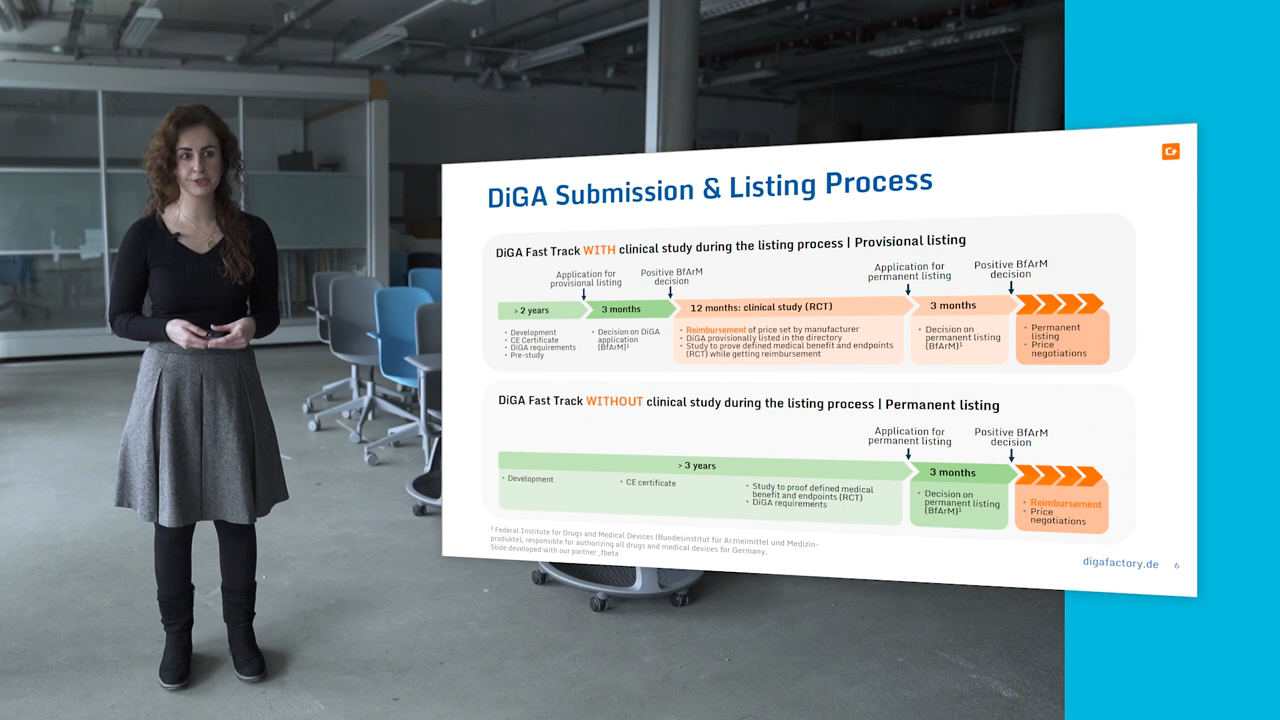 DiGA Submission & Listing Process
DiGA Fast Track WITH clinical study during the listing process | Provisional listing
Application for
provisional listing
Positive BfArM
decision
Application for
permanent listing
Positive BfArM
decision
> 2 years
3 months
12 months: clinical study (RCT)
3 months
• Development
• CE Certificate
• DiGA requirements
• Pre-study
• Decision on DiGA
application
(BfArM)¹
• Reimbursement of price set by manufacturer
• DiGA provisionally listed in the directory
• Study to prove defined medical benefit and endpoints
(RCT) while getting reimbursement
• Decision on
permanent listing
(BfArM)¹
• Permanent
listing
• Price
negotiations
DiGA Fast Track WITHOUT clinical study during the listing process | Permanent listing
Application for
permanent listing
Positive BfArM
decision
> 3 years
3 months
• Development
• CE certificate
• Study to proof defined medical
benefit and endpoints (RCT)
• DiGA requirements
• Decision on
permanent listing
(BfArM)¹
• Reimbursement
• Price
negotiations
¹ Federal Institute for Drugs and Medical Devices (Bundesinstitut für Arzneimittel und Medizin-
produkte), responsible for authorizing all drugs and medical devices for Germany.
Slide developed with our partner _fbeta
digafactory.de 6